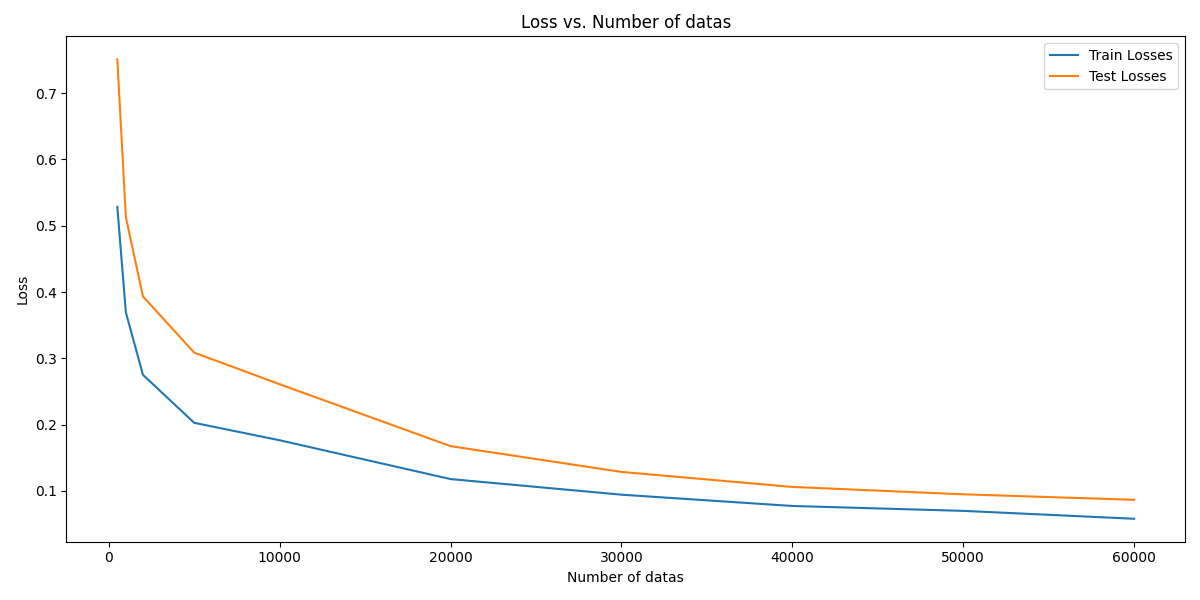 Loss vs. Number of datas
Train Losses
Test Losses
0.7
0.6
0.5
0.4
0.3
0.2
0.1
Loss
0 10000 20000 30000 40000 50000 60000
Number of datas